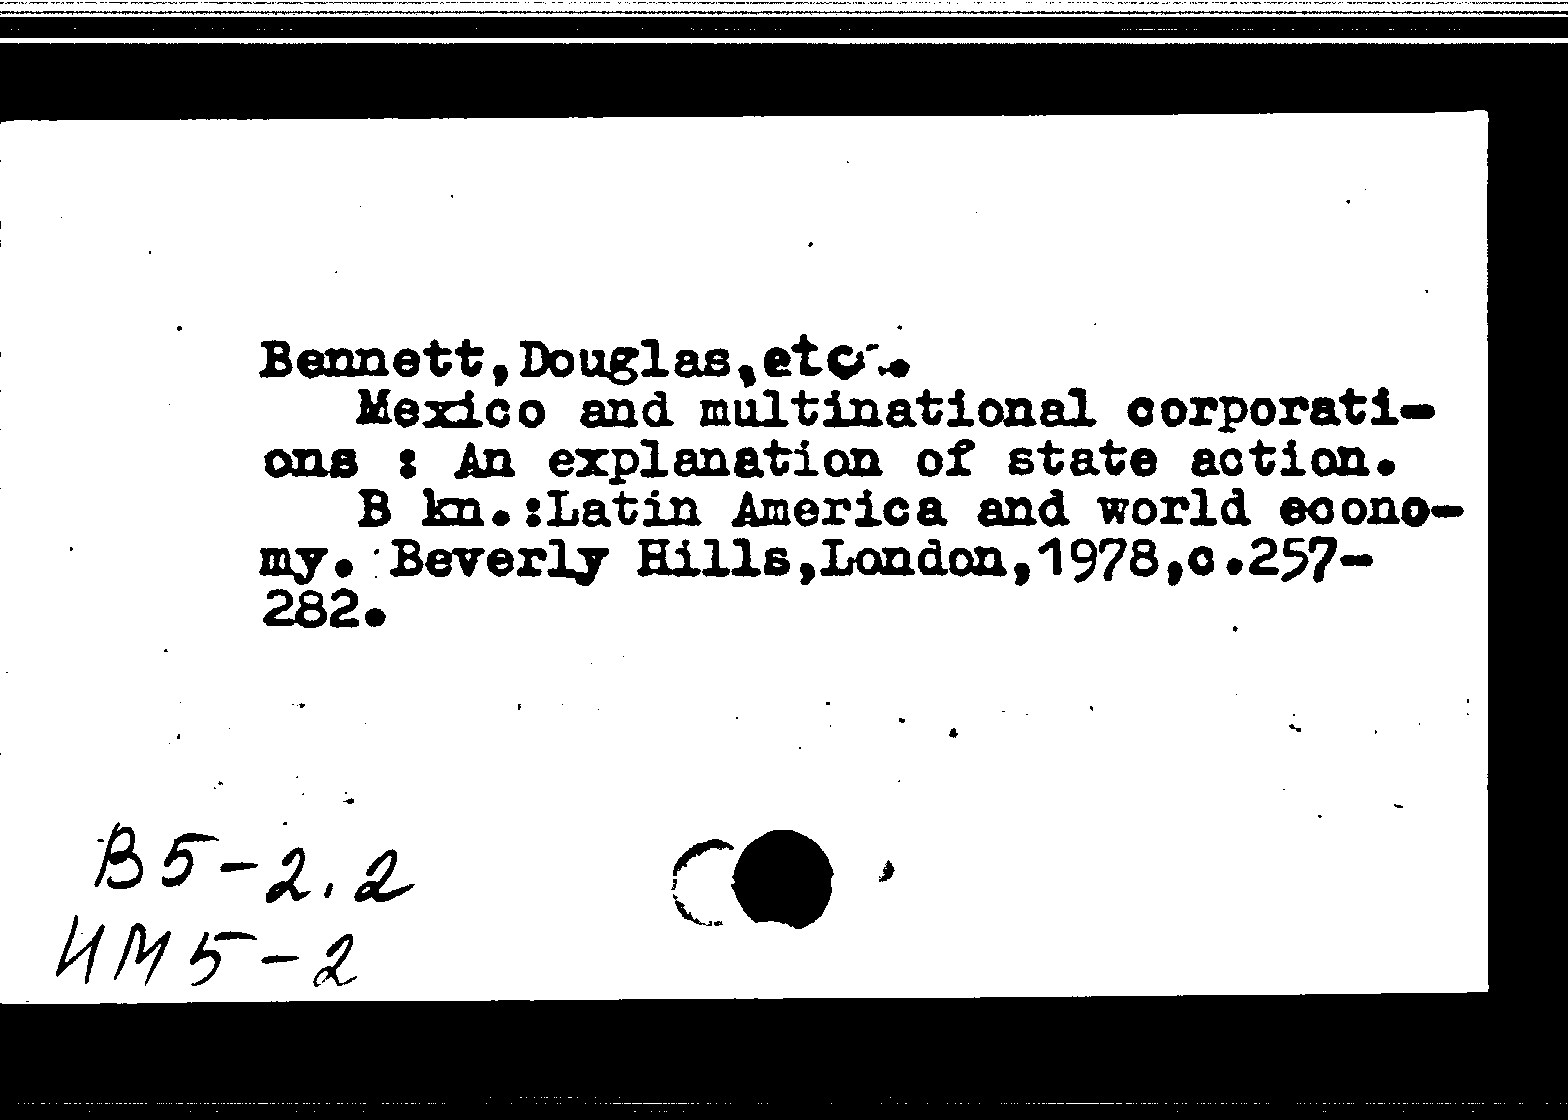 Bennett,Douglas,etc.
Mexico and multinational corporati-
ons : An explanation of state action.
B kn.:Latin America and world econo-
my. Beverly Hills,London,1978,c.257-
282.
B5-2.2
ИМ5-2